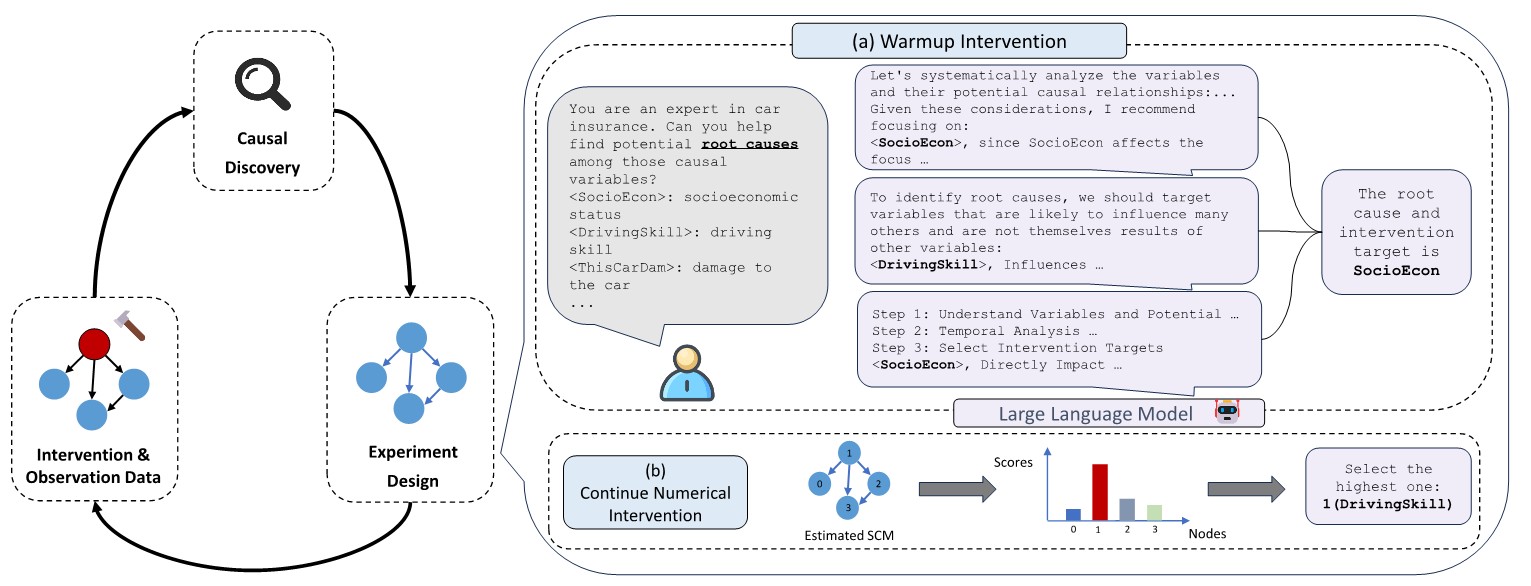 Causal
Discovery
Intervention &
Observation Data
Experiment
Design
(a) Warmup Intervention
You are an expert in car
insurance. Can you help
find potential root causes
among those causal
variables?
<SocioEcon>: socioeconomic
status
<DrivingSkill>: driving
skill
<ThisCarDam>: damage to
the car
...
Let's systematically analyze the variables
and their potential causal relationships:...
Given these considerations, I recommend
focusing on:
<SocioEcon>, since SocioEcon affects the
focus …
To identify root causes, we should target
variables that are likely to influence many
others and are not themselves results of
other variables:
<DrivingSkill>, Influences …
Step 1: Understand Variables and Potential …
Step 2: Temporal Analysis …
Step 3: Select Intervention Targets
<SocioEcon>, Directly Impact …
The root
cause and
intervention
target is
SocioEcon
Large Language Model
(b)
Continue Numerical
Intervention
1
0
2
3
Estimated SCM
Scores
0 1 2 3
Nodes
Select the
highest one:
1(DrivingSkill)